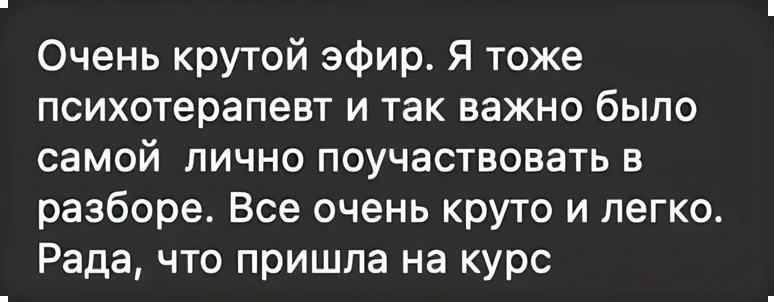 Очень крутой эфир. Я тоже
психотерапевт и так важно было
самой  лично поучаствовать в
разборе. Все очень круто и легко.
Рада, что пришла на курс